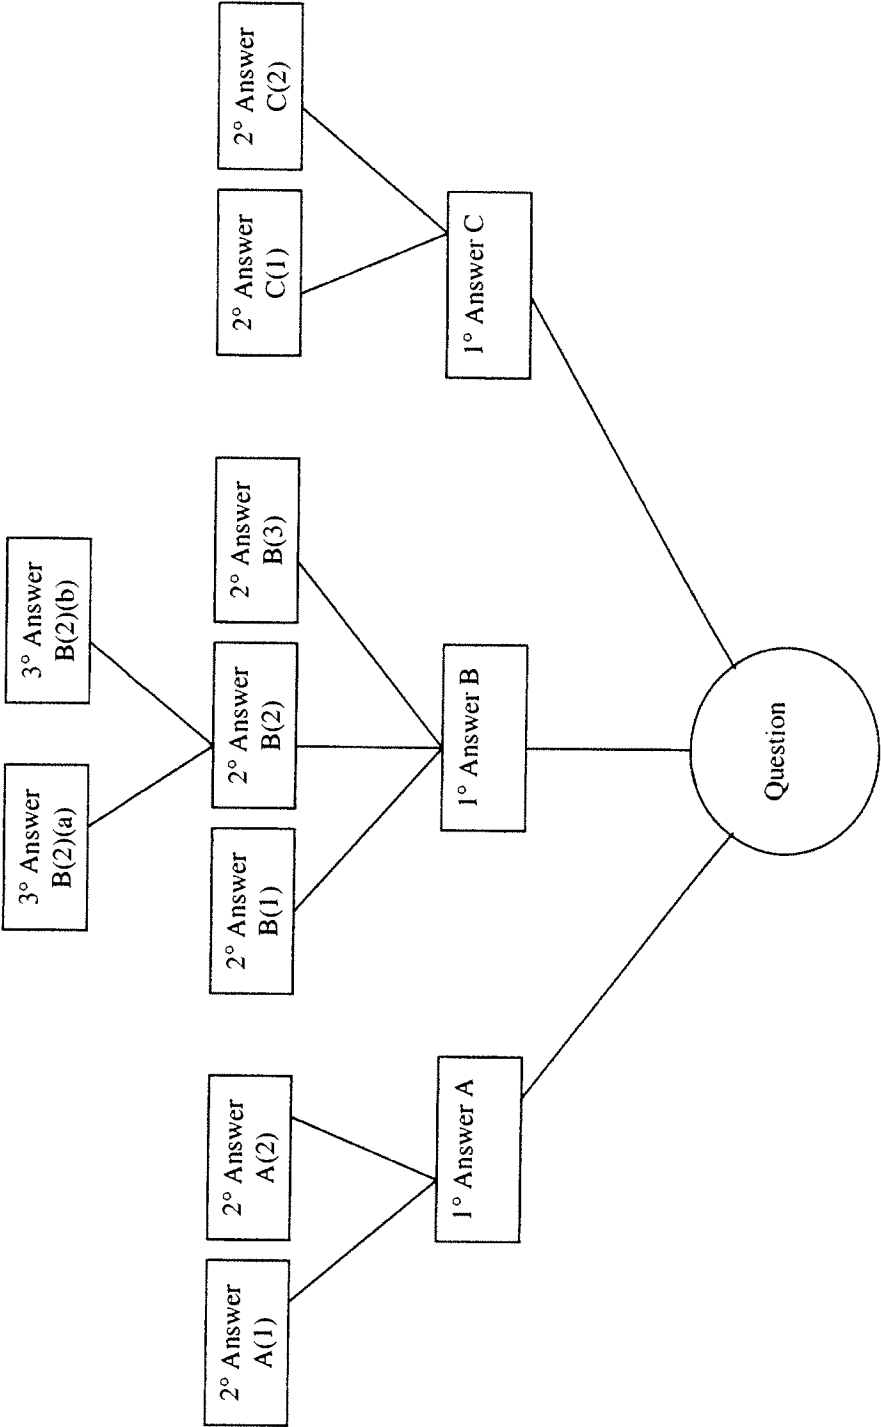 3° Answer
B(2)(a)
3° Answer
B(2)(b)
2° Answer
A(1)
2° Answer
A(2)
2° Answer
B(1)
2° Answer
B(2)
2° Answer
B(3)
2° Answer
C(1)
2° Answer
C(2)
1° Answer A
1° Answer B
1° Answer C
Question